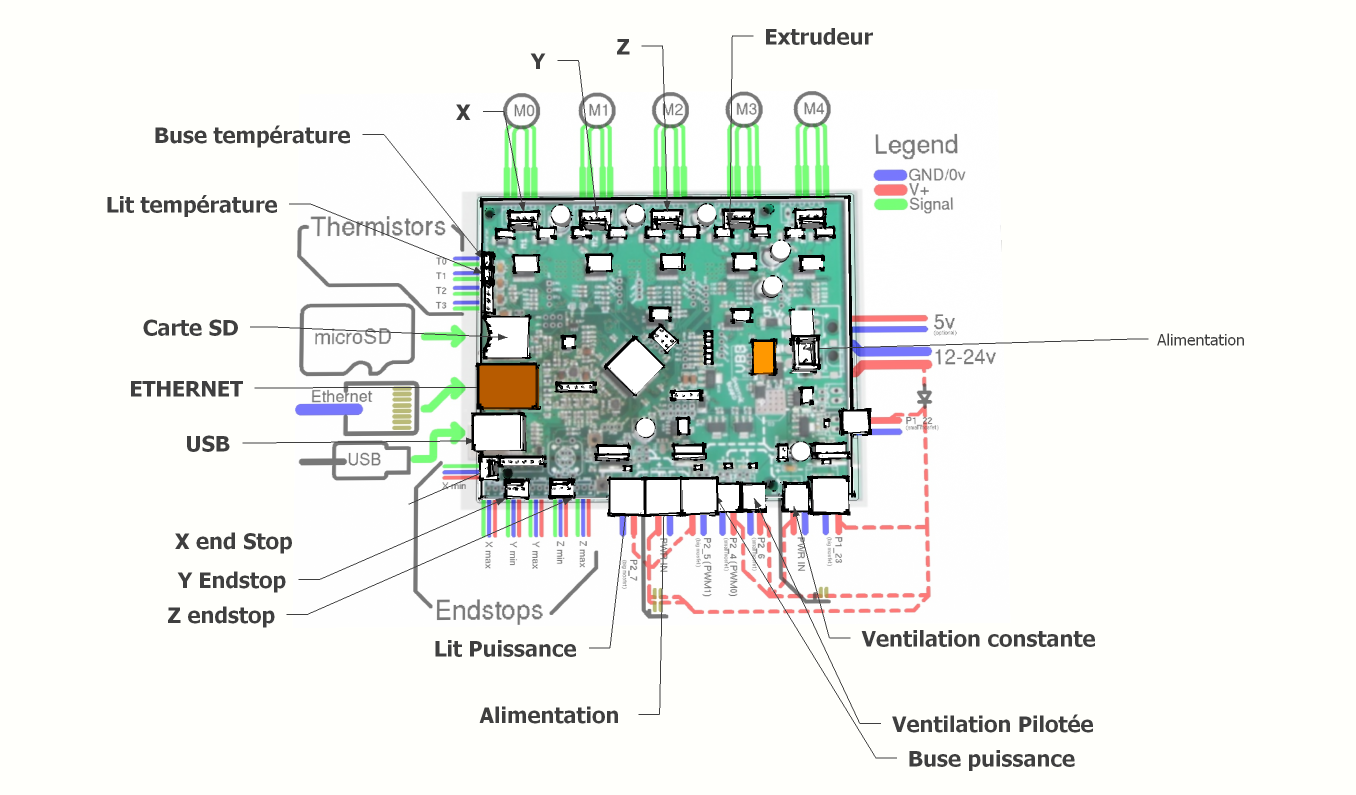 Extrudeur
Z
Y
X
M0
M1
M2
M3
M4
Buse température
Legend
GND/0v
V+
Signal
Lit température
Thermistors
T0
T1
T2
T3
5v
Carte SD
microSD
5v
(optional)
12-24v
Alimentation
UBB
ETHERNET
Ethernet
P1_22
USB
USB
X min
X max
Y min
Y max
Z min
Z max
X end Stop
Y Endstop
Z endstop
Endstops
P2_7
PWR IN
P2_5 (PWM1)
P2_4 (PWM0)
P2_6
PWR IN
P1_23
Lit Puissance
Ventilation constante
Alimentation
Ventilation Pilotée
Buse puissance